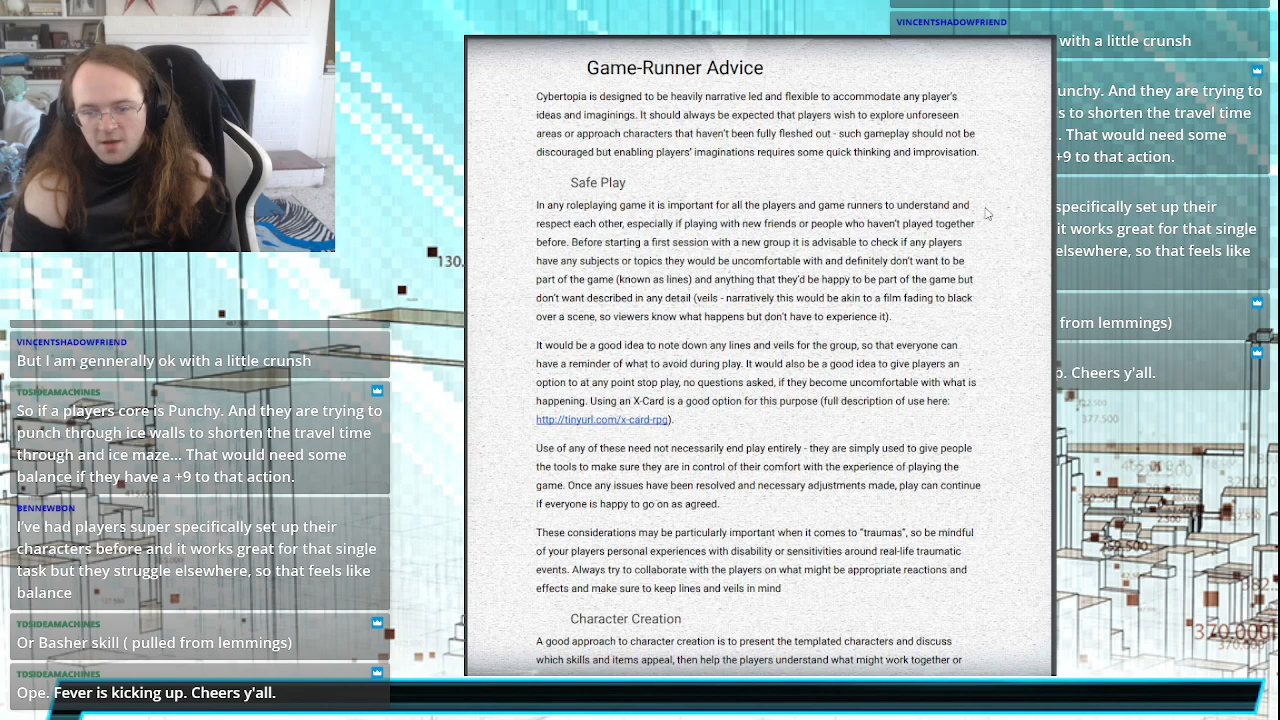 VINCENTSHADOWFRIEND
But I am gennerally ok with a little crunsh
TDSIDEAMACHINES
So if a players core is Punchy. And they are trying to
punch through ice walls to shorten the travel time
through and ice maze... That would need some
balance if they have a +9 to that action.
BENNEWBON
I've had players super specifically set up their
characters before and it works great for that single
task but they struggle elsewhere, so that feels like
balance
TDSIDEAMACHINES
Or Basher skill ( pulled from lemmings)
TDSIDEAMACHINES
Ope. Fever is kicking up. Cheers y'all.
130.
Game-Runner Advice
Cybertopia is designed to be heavily narrative led and flexible to accommodate any player's
ideas and imaginings. It should always be expected that players wish to explore unforeseen
areas or approach characters that haven't been fully fleshed out - such gameplay should not be
discouraged but enabling players' imaginations requires some quick thinking and improvisation.
Safe Play
In any roleplaying game it is important for all the players and game runners to understand and
respect each other, especially if playing with new friends or people who haven't played together
before. Before starting a first session with a new group it is advisable to check if any players
have any subjects or topics they would be uncomfortable with and definitely don't want to be
part of the game (known as lines) and anything that they'd be happy to be part of the game but
don't want described in any detail (veils - narratively this would be akin to a film fading to black
over a scene, so viewers know what happens but don't have to experience it).
It would be a good idea to note down any lines and veils for the group, so that everyone can
have a reminder of what to avoid during play. It would also be a good idea to give players an
option to at any point stop play, no questions asked, if they become uncomfortable with what is
happening. Using an X-Card is a good option for this purpose (full description of use here:
http://tinyurl.com/x-card-rpg).
Use of any of these need not necessarily end play entirely - they are simply used to give people
the tools to make sure they are in control of their comfort with the experience of playing the
game. Once any issues have been resolved and necessary adjustments made, play can continue
if everyone is happy to go on as agreed.
These considerations may be particularly important when it comes to "traumas", so be mindful
of your players personal experiences with disability or sensitivities around real-life traumatic
events. Always try to collaborate with the players on what might be appropriate reactions and
effects and make sure to keep lines and veils in mind
Character Creation
A good approach to character creation is to present the templated characters and discuss
which skills and items appeal, then help the players understand what might work together or
VINCENTSHADOWFRIEND
with a little crunsh
unchy. And they are trying to
s to shorten the travel time
. That would need some
+9 to that action.
specifically set up their
it works great for that single
elsewhere, so that feels like
from lemmings)
p. Cheers y'all.
377.500
370.000